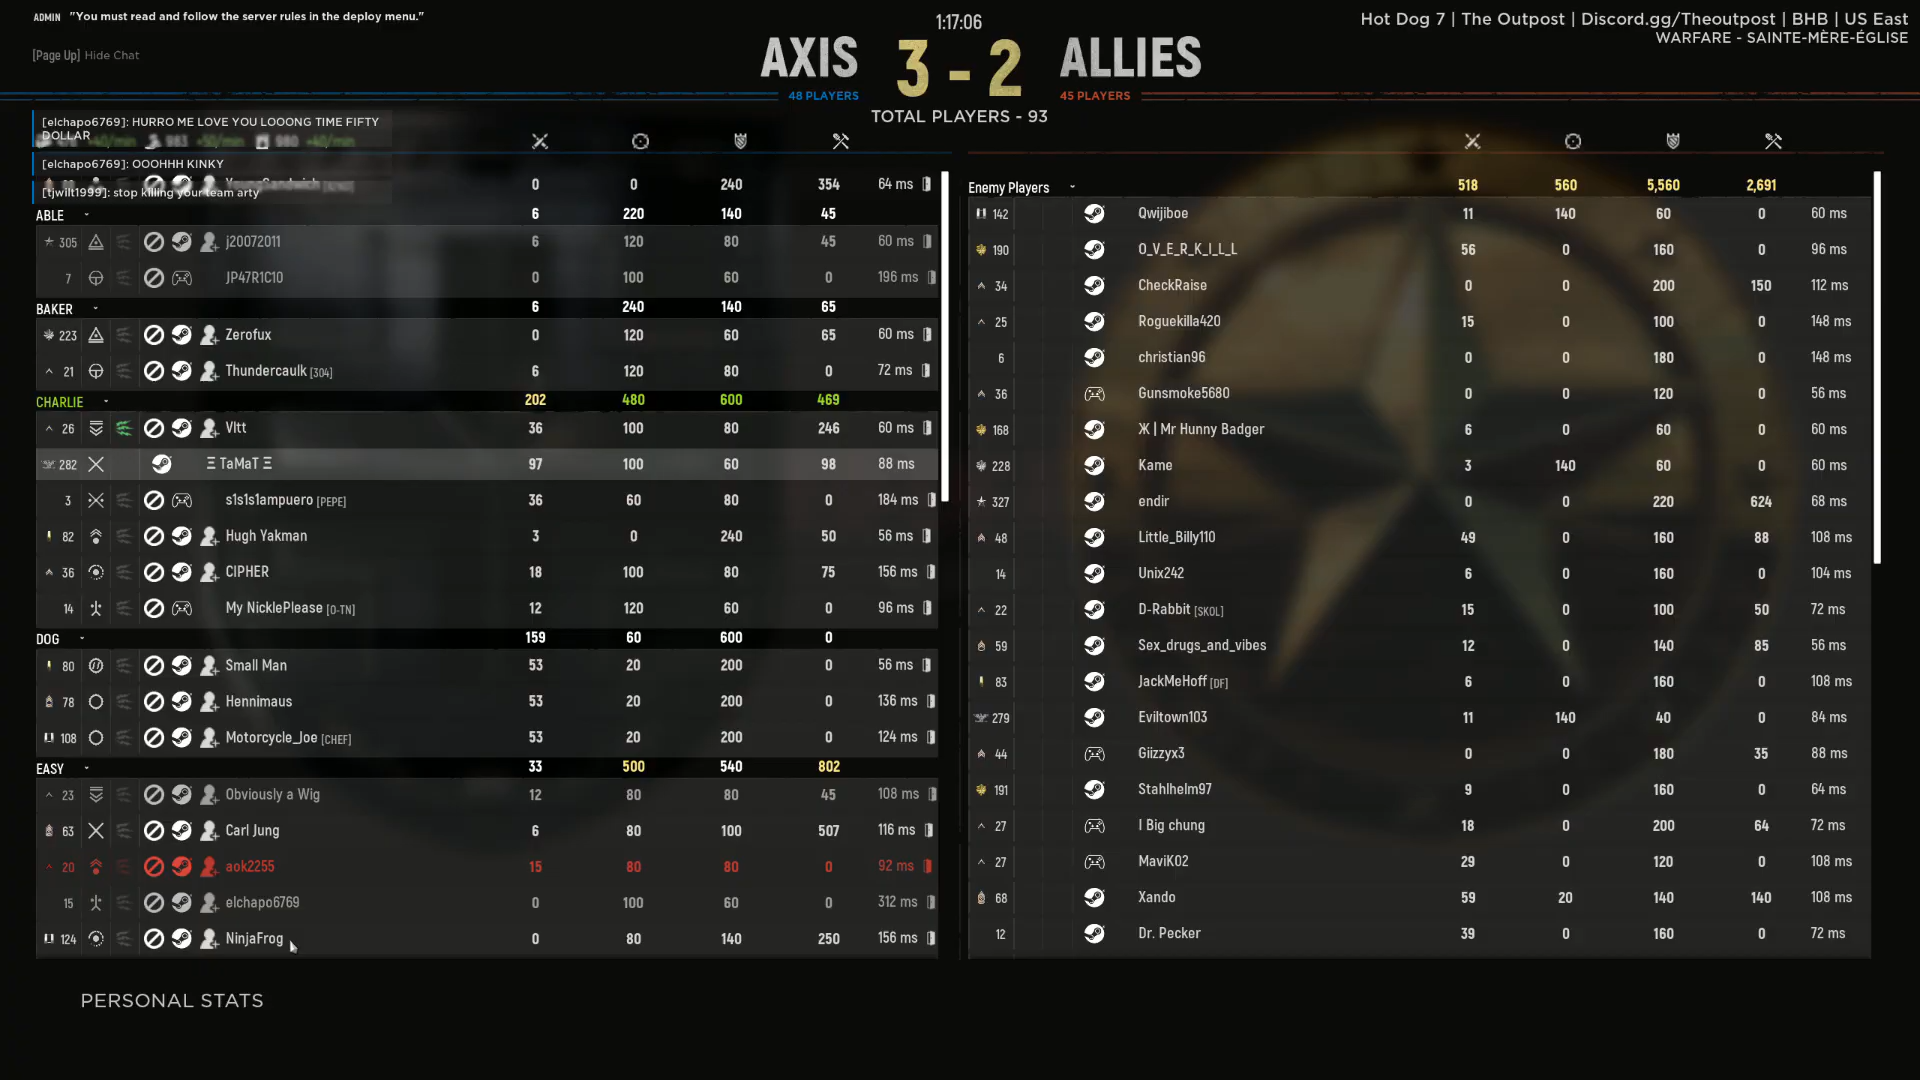 ADMIN "You must read and follow the server rules in the deploy menu."
[Page Up] Hide Chat
1:17:06
AXIS 3 - 2 ALLIES
48 PLAYERS
45 PLAYERS
TOTAL PLAYERS - 93
Hot Dog 7 | The Outpost | Discord.gg/Theoutpost | BHB | US East
WARFARE - SAINTE-MÈRE-ÉGLISE
[elchapo6769]: HURRO ME LOVE YOU LOOONG TIME FIFTY
DOLLAR
+40/min 983 +50/min 980 +40/min
[elchapo6769]: OOOHHH KINKY
[tjwilt1999]: stop killing your team arty
YoungSandwich 0 0 240 354 64 ms
ABLE 6 220 140 45
305 j20072011 6 120 80 45 60 ms
7 JP47R1C10 0 100 60 0 196 ms
BAKER 6 240 140 65
223 Zerofux 0 120 60 65 60 ms
21 Thundercaulk [304] 6 120 80 0 72 ms
CHARLIE 202 480 600 469
26 Vltt 36 100 80 246 60 ms
282 Ξ TaMaT Ξ 97 100 60 98 88 ms
3 s1s1s1ampuero [PEPE] 36 60 80 0 184 ms
82 Hugh Yakman 3 0 240 50 56 ms
36 CIPHER 18 100 80 75 156 ms
14 My NicklePlease [O-TN] 12 120 60 0 96 ms
DOG 159 60 600 0
80 Small Man 53 20 200 0 56 ms
78 Hennimaus 53 20 200 0 136 ms
108 Motorcycle_Joe [CHEF] 53 20 200 0 124 ms
EASY 33 500 540 802
23 Obviously a Wig 12 80 80 45 108 ms
63 Carl Jung 6 80 100 507 116 ms
20 aok2255 15 80 80 0 92 ms
15 elchapo6769 0 100 60 0 312 ms
124 NinjaFrog 0 80 140 250 156 ms
Enemy Players 518 560 5,560 2,691
142 Qwijiboe 11 140 60 0 60 ms
190 O_V_E_R_K_I_L_L 56 0 160 0 96 ms
34 CheckRaise 0 0 200 150 112 ms
25 Roguekilla420 15 0 100 0 148 ms
6 christian96 0 0 180 0 148 ms
36 Gunsmoke5680 0 0 120 0 56 ms
168 Ж | Mr Hunny Badger 6 0 60 0 60 ms
228 Kame 3 140 60 0 60 ms
327 endir 0 0 220 624 68 ms
48 Little_Billy110 49 0 160 88 108 ms
14 Unix242 6 0 160 0 104 ms
22 D-Rabbit [SKOL] 15 0 100 50 72 ms
59 Sex_drugs_and_vibes 12 0 140 85 56 ms
83 JackMeHoff [DF] 6 0 160 0 108 ms
279 Eviltown103 11 140 40 0 84 ms
44 Giizzyx3 0 0 180 35 88 ms
191 Stahlhelm97 9 0 160 0 64 ms
27 I Big chung 18 0 200 64 72 ms
27 MaviK02 29 0 120 0 108 ms
68 Xando 59 20 140 140 108 ms
12 Dr. Pecker 39 0 160 0 72 ms
PERSONAL STATS